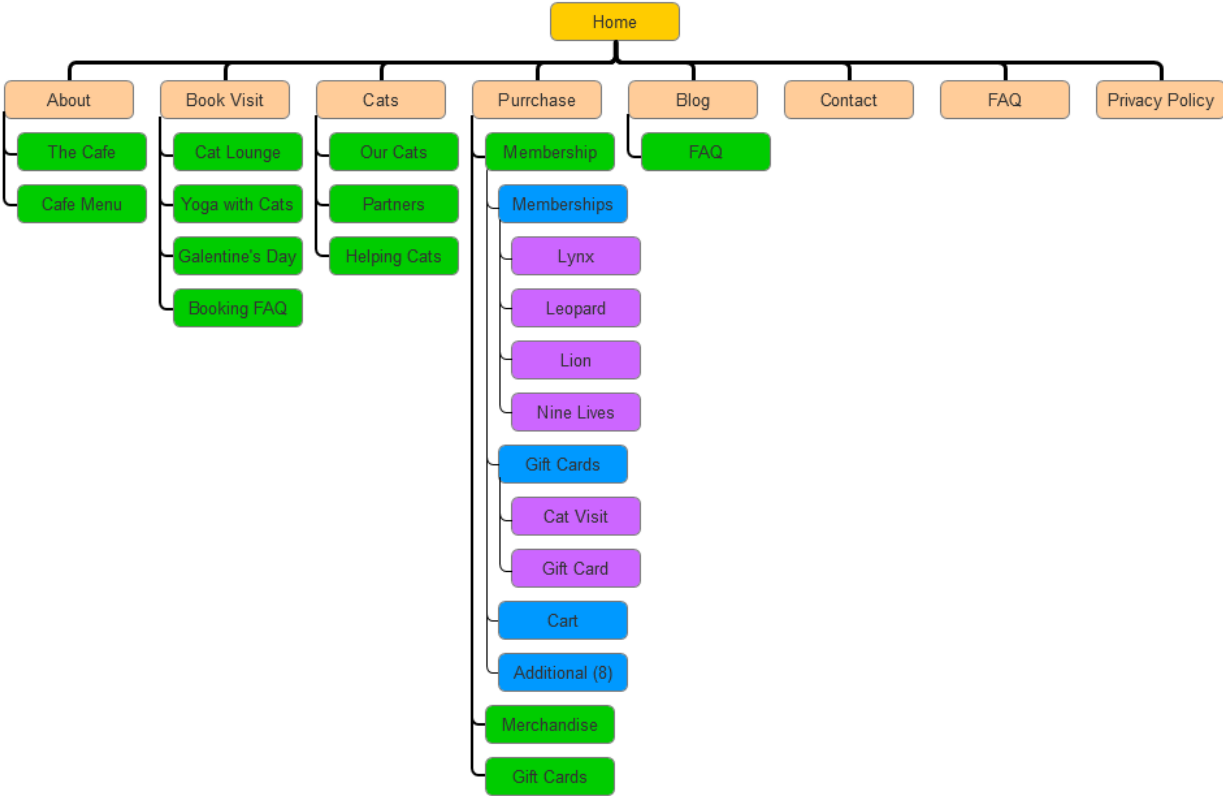 Home
About
Book Visit
Cats
Purrchase
Blog
Contact
FAQ
Privacy Policy
The Cafe
Cafe Menu
Cat Lounge
Yoga with Cats
Galentine's Day
Booking FAQ
Our Cats
Partners
Helping Cats
Membership
Memberships
Lynx
Leopard
Lion
Nine Lives
Gift Cards
Cat Visit
Gift Card
Cart
Additional (8)
Merchandise
Gift Cards
FAQ